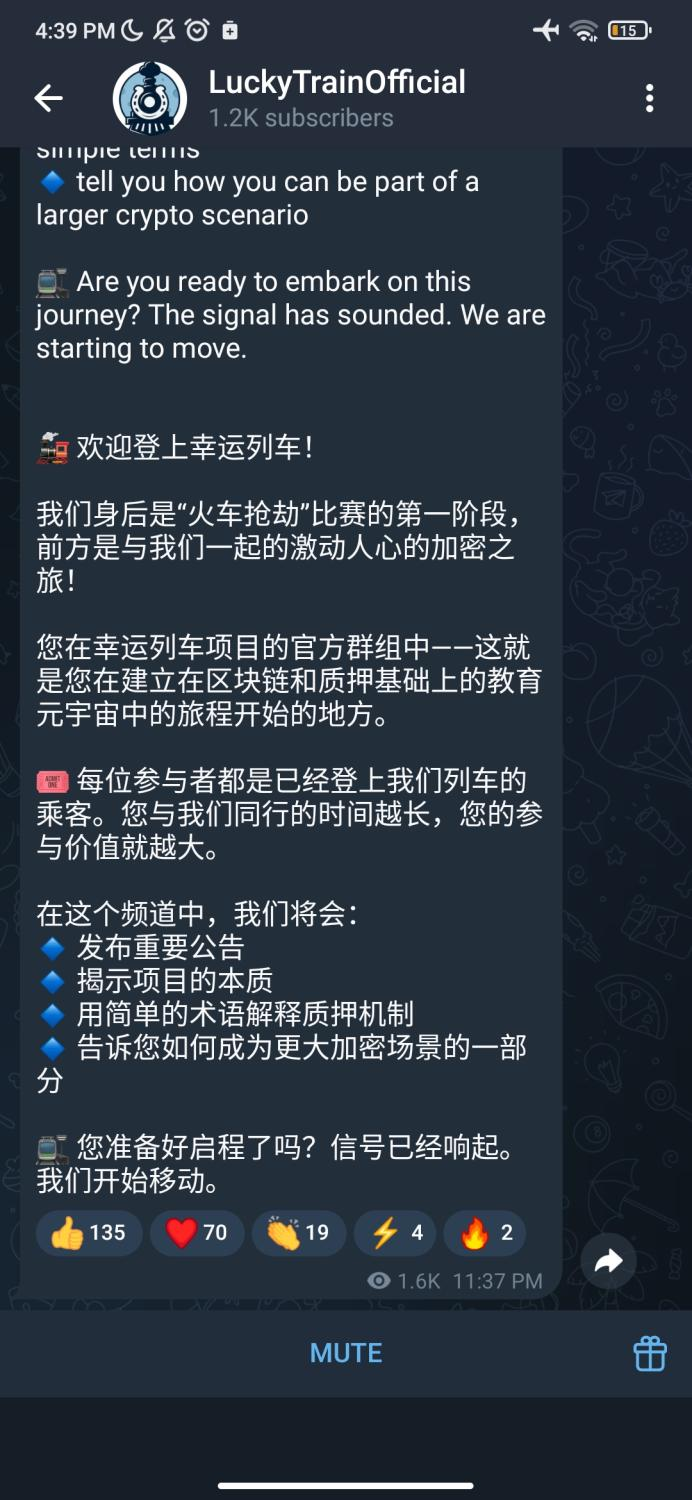 4:39 PM
15
LuckyTrainOfficial
1.2K subscribers
simple terms
🔹 tell you how you can be part of a
larger crypto scenario
🚉 Are you ready to embark on this
journey? The signal has sounded. We are
starting to move.
🚂 欢迎登上幸运列车！
我们身后是“火车抢劫”比赛的第一阶段，
前方是与我们一起的激动人心的加密之
旅！
您在幸运列车项目的官方群组中——这就
是您在建立在区块链和质押基础上的教育
元宇宙中的旅程开始的地方。
🎟 每位参与者都是已经登上我们列车的
乘客。您与我们同行的时间越长，您的参
与价值就越大。
在这个频道中，我们将会：
🔹 发布重要公告
🔹 揭示项目的本质
🔹 用简单的术语解释质押机制
🔹 告诉您如何成为更大加密场景的一部
分
🚉 您准备好启程了吗？信号已经响起。
我们开始移动。
👍 135 ❤️ 70 👏 19 ⚡ 4 🔥 2
1.6K 11:37 PM
MUTE